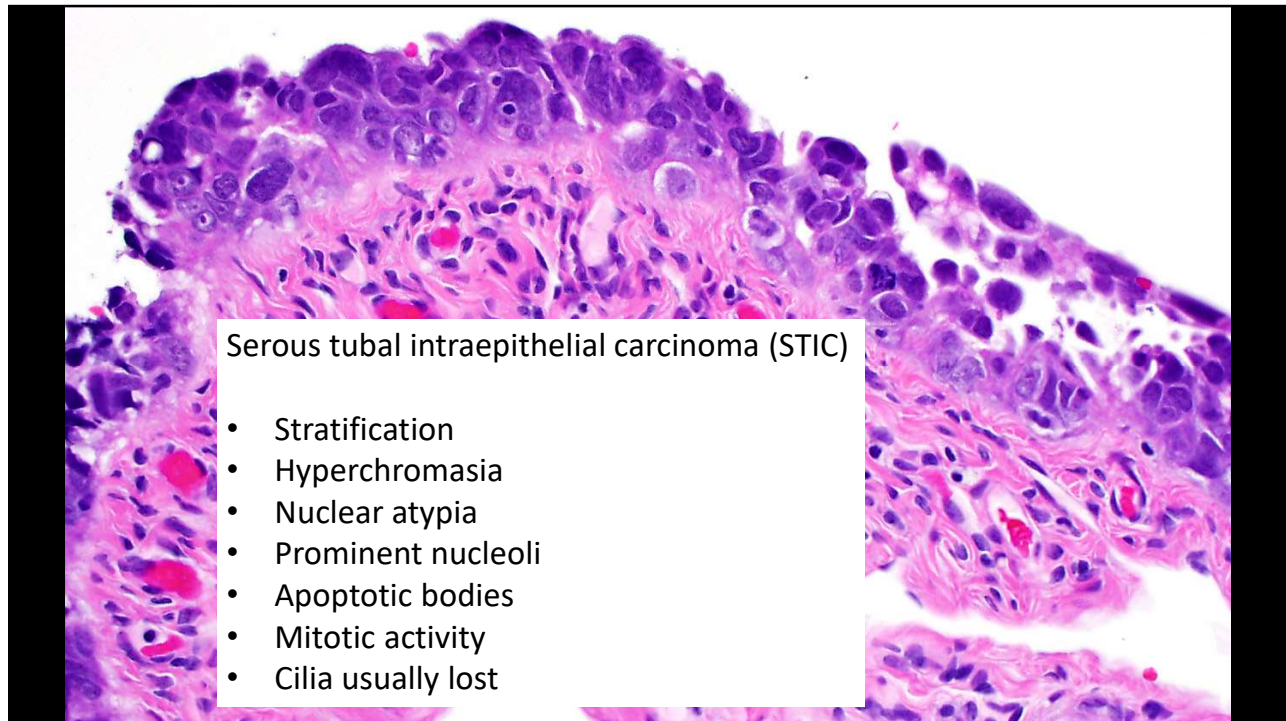 Serous tubal intraepithelial carcinoma (STIC)
• Stratification
• Hyperchromasia
• Nuclear atypia
• Prominent nucleoli
• Apoptotic bodies
• Mitotic activity
• Cilia usually lost